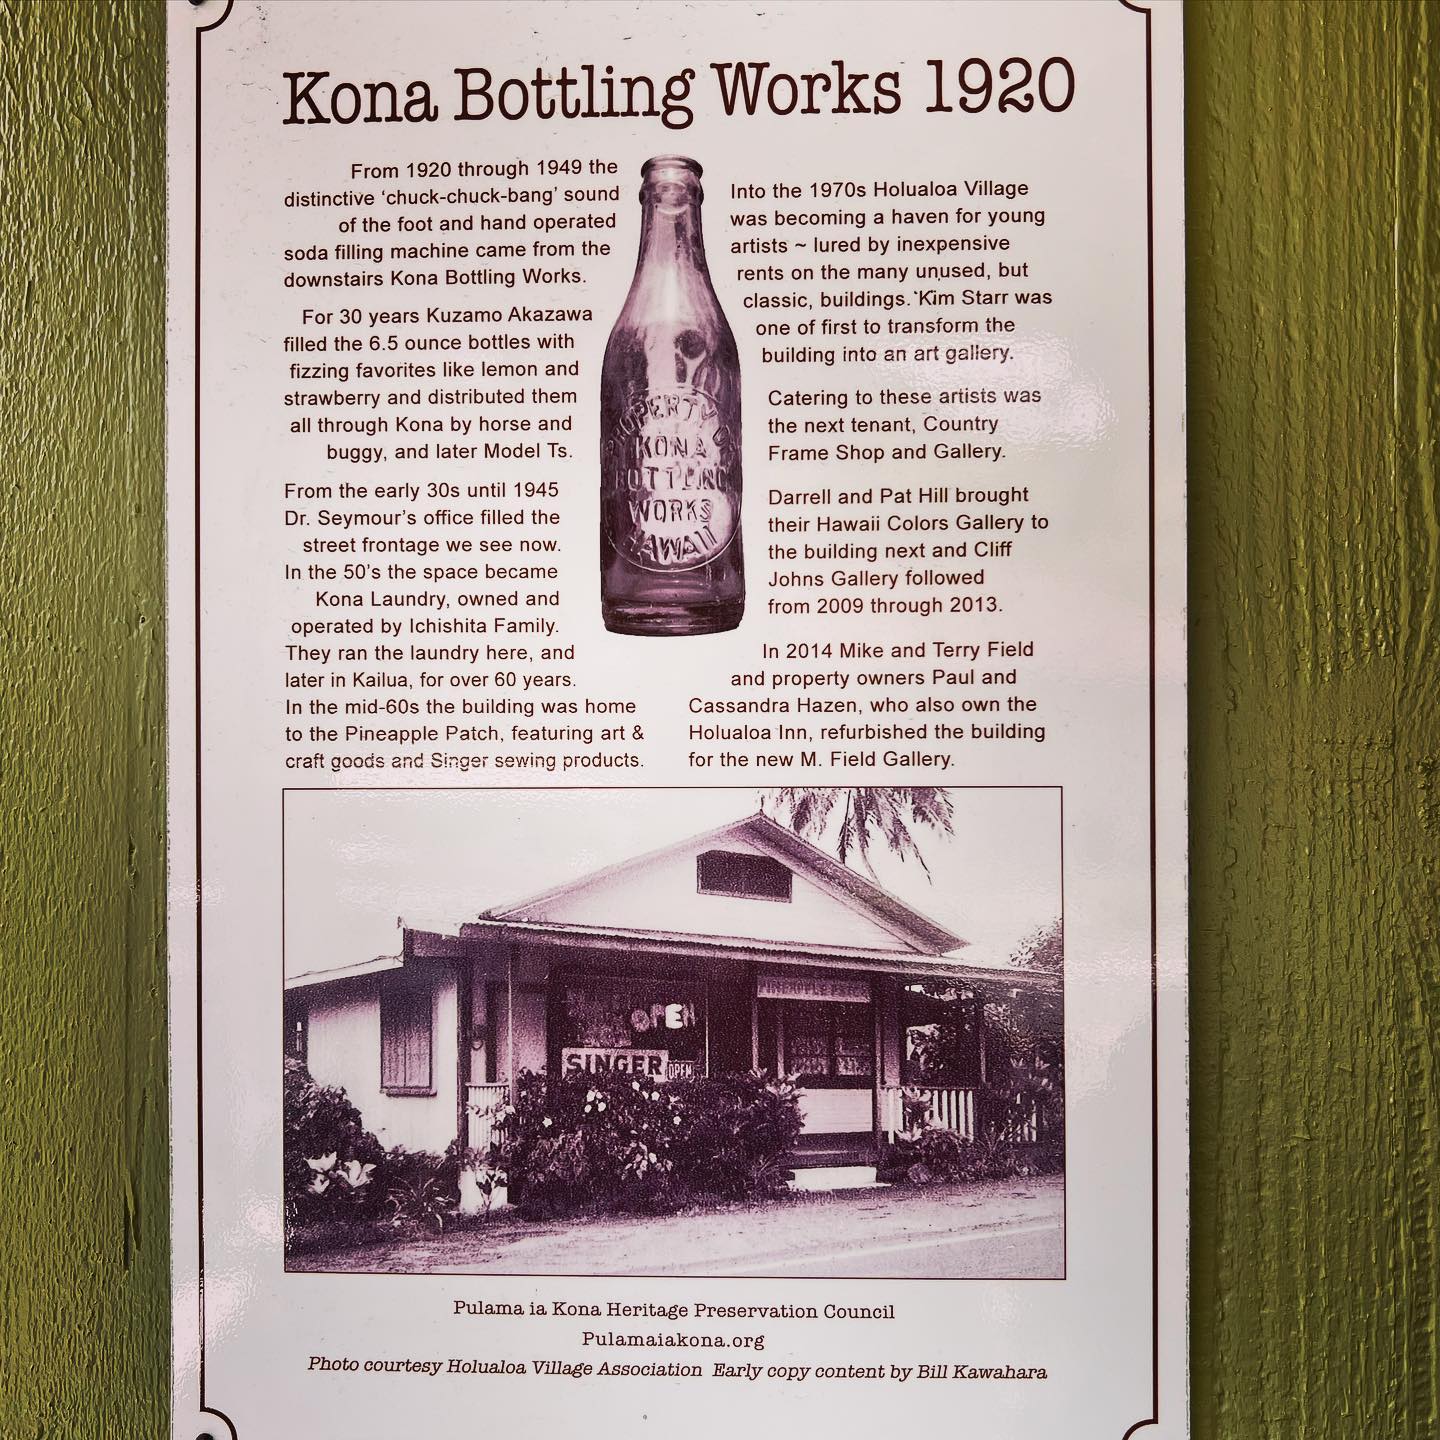 Kona Bottling Works 1920
From 1920 through 1949 the
distinctive ‘chuck-chuck-bang’ sound
of the foot and hand operated
soda filling machine came from the
downstairs Kona Bottling Works.
For 30 years Kuzamo Akazawa
filled the 6.5 ounce bottles with
fizzing favorites like lemon and
strawberry and distributed them
all through Kona by horse and
buggy, and later Model Ts.
From the early 30s until 1945
Dr. Seymour’s office filled the
street frontage we see now.
In the 50’s the space became
Kona Laundry, owned and
operated by Ichishita Family.
They ran the laundry here, and
later in Kailua, for over 60 years.
In the mid-60s the building was home
to the Pineapple Patch, featuring art &
craft goods and Singer sewing products.
PROPERTY OF
KONA
BOTTLING
WORKS
HAWAII
Into the 1970s Holualoa Village
was becoming a haven for young
artists ~ lured by inexpensive
rents on the many unused, but
classic, buildings. Kim Starr was
one of first to transform the
building into an art gallery.
Catering to these artists was
the next tenant, Country
Frame Shop and Gallery.
Darrell and Pat Hill brought
their Hawaii Colors Gallery to
the building next and Cliff
Johns Gallery followed
from 2009 through 2013.
In 2014 Mike and Terry Field
and property owners Paul and
Cassandra Hazen, who also own the
Holualoa Inn, refurbished the building
for the new M. Field Gallery.
PINEAPPLE PATCH
OPEN
SINGER OPEN
Pulama ia Kona Heritage Preservation Council
Pulamaiakona.org
Photo courtesy Holualoa Village Association Early copy content by Bill Kawahara